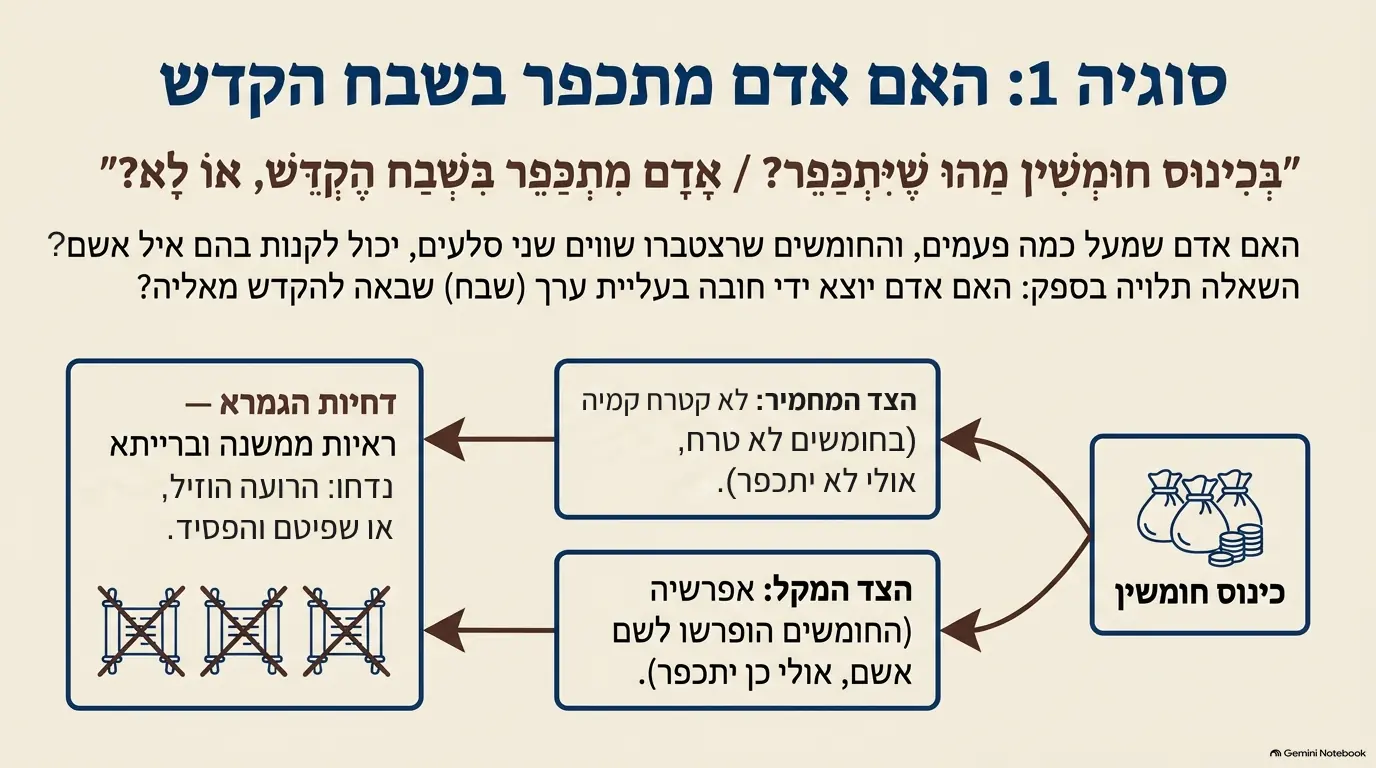 סוגיה 1: האם אדם מתכפר בשבח הקדש
"בְּכִינוּס חוּמְשִׁין מַהוּ שֶׁיִּתְכַּפֵּר? / אָדָם מִתְכַּפֵּר בִּשְׁבַח הֶקְדֵּשׁ, אוֹ לָא?"
האם אדם שמעל כמה פעמים, והחומשים שרצטברו שווים שני סלעים, יכול לקנות בהם איל אשם?
השאלה תלויה בספק: האם אדם יוצא ידי חובה בעליית ערך (שבח) שבאה להקדש מאליה?
כינוס חומשין
הצד המחמיר: לא קטרח קמיה
(בחומשים לא טרח,
אולי לא יתכפר).
הצד המקל: אפרשיה
(החומשים הופרשו לשם
אשם, אולי כן יתכפר).
דחיות הגמרא —
ראיות ממשנה וברייתא
נדחו: הרועה הוזיל,
או שפיטם והפסיד.
Gemini Notebook